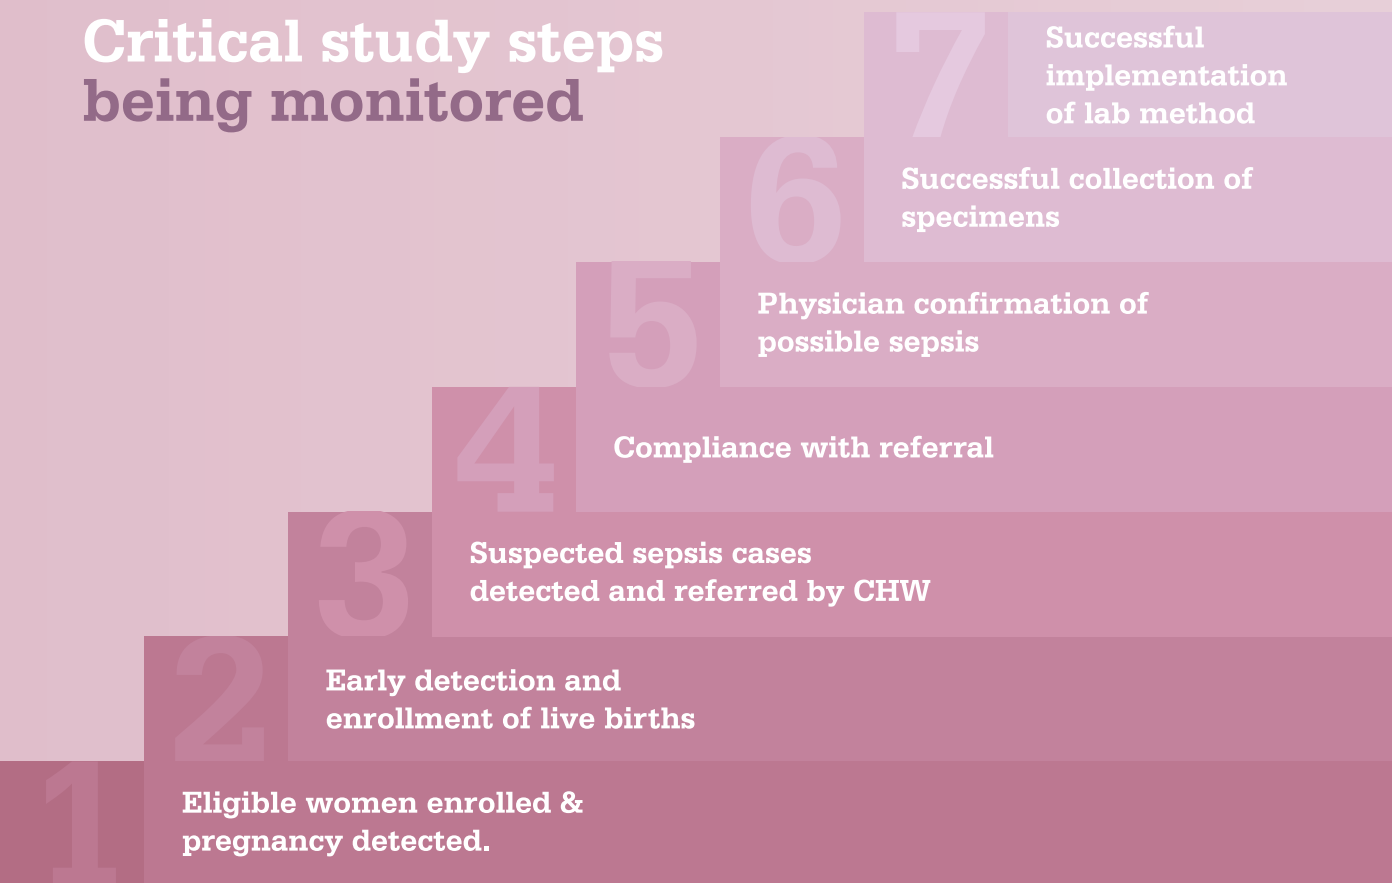 Critical study steps
being monitored
7
Successful
implementation
of lab method
6
Successful collection of
specimens
5
Physician confirmation of
possible sepsis
4
Compliance with referral
3
Suspected sepsis cases
detected and referred by CHW
2
Early detection and
enrollment of live births
1
Eligible women enrolled &
pregnancy detected.